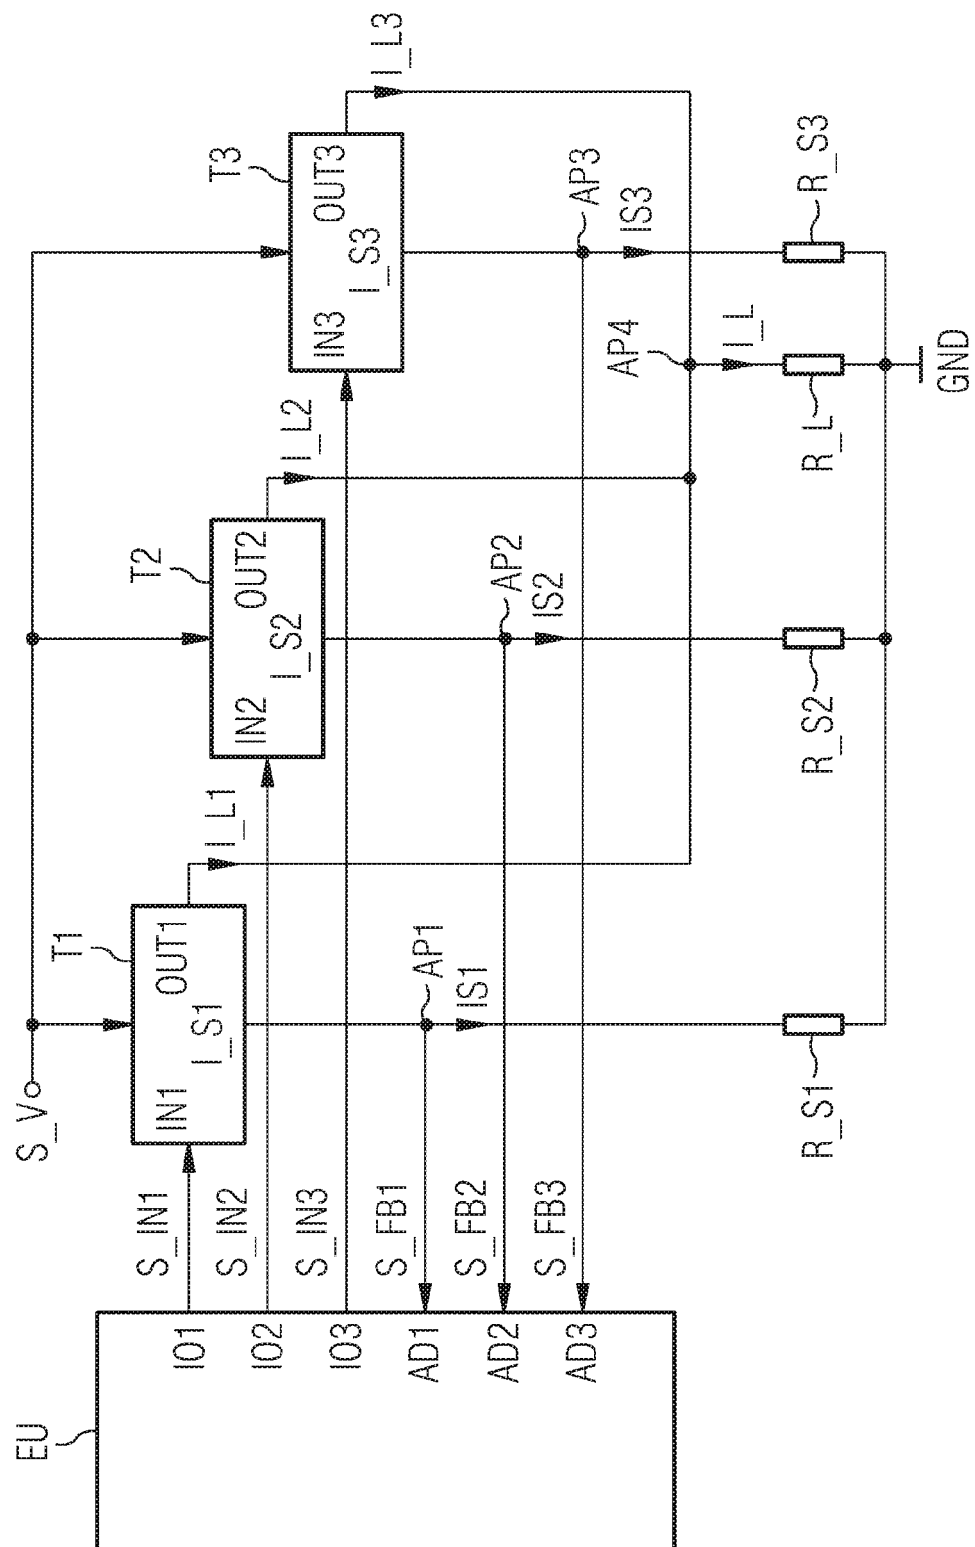 S_V
T1
T2
T3
IN1
OUT1
I_S1
IN2
OUT2
I_S2
IN3
OUT3
I_S3
I_L1
I_L2
I_L3
EU
IO1
IO2
IO3
AD1
AD2
AD3
S_IN1
S_IN2
S_IN3
S_FB1
S_FB2
S_FB3
AP1
IS1
AP2
IS2
AP3
IS3
AP4
I_L
R_S1
R_S2
R_L
R_S3
GND